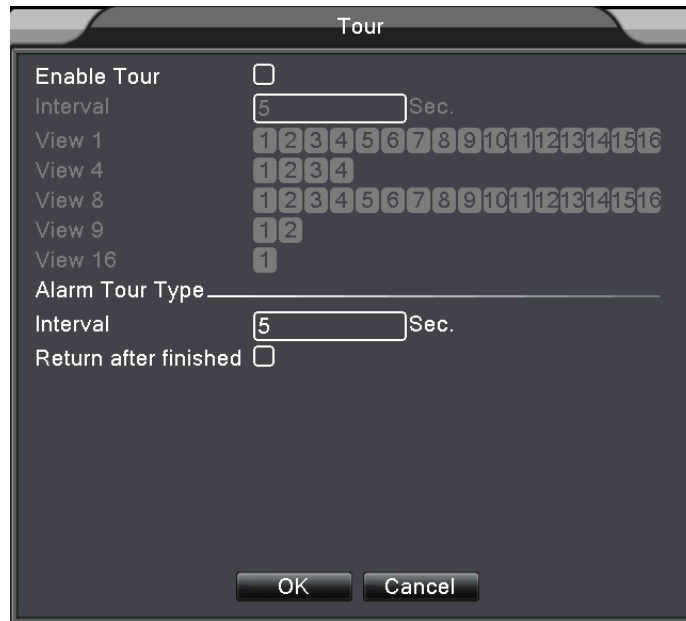 Tour
Enable Tour
Interval 5 Sec.
View 1 1 2 3 4 5 6 7 8 9 10 11 12 13 14 15 16
View 4 1 2 3 4
View 8 1 2 3 4 5 6 7 8 9 10 11 12 13 14 15 16
View 9 1 2
View 16 1
Alarm Tour Type
Interval 5 Sec.
Return after finished
OK Cancel